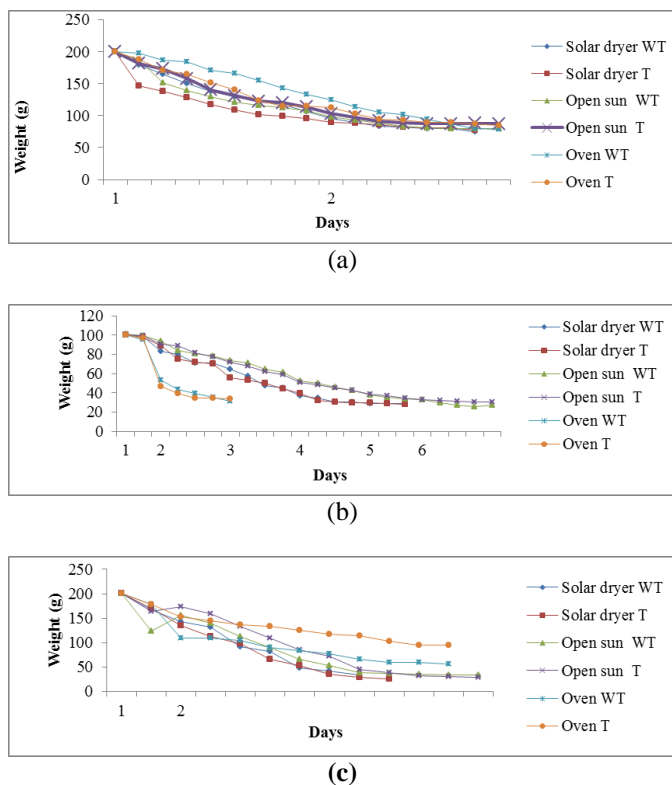 250
200
150
100
50
0
Weight (g)
1 2
Days
Solar dryer WT
Solar dryer T
Open sun WT
Open sun T
Oven WT
Oven T
(a)
120
100
80
60
40
20
0
Weight (g)
1 2 3 4 5 6
Days
Solar dryer WT
Solar dryer T
Open sun WT
Open sun T
Oven WT
Oven T
(b)
250
200
150
100
50
0
Weight (g)
1 2
Days
Solar dryer WT
Solar dryer T
Open sun WT
Open sun T
Oven WT
Oven T
(c)